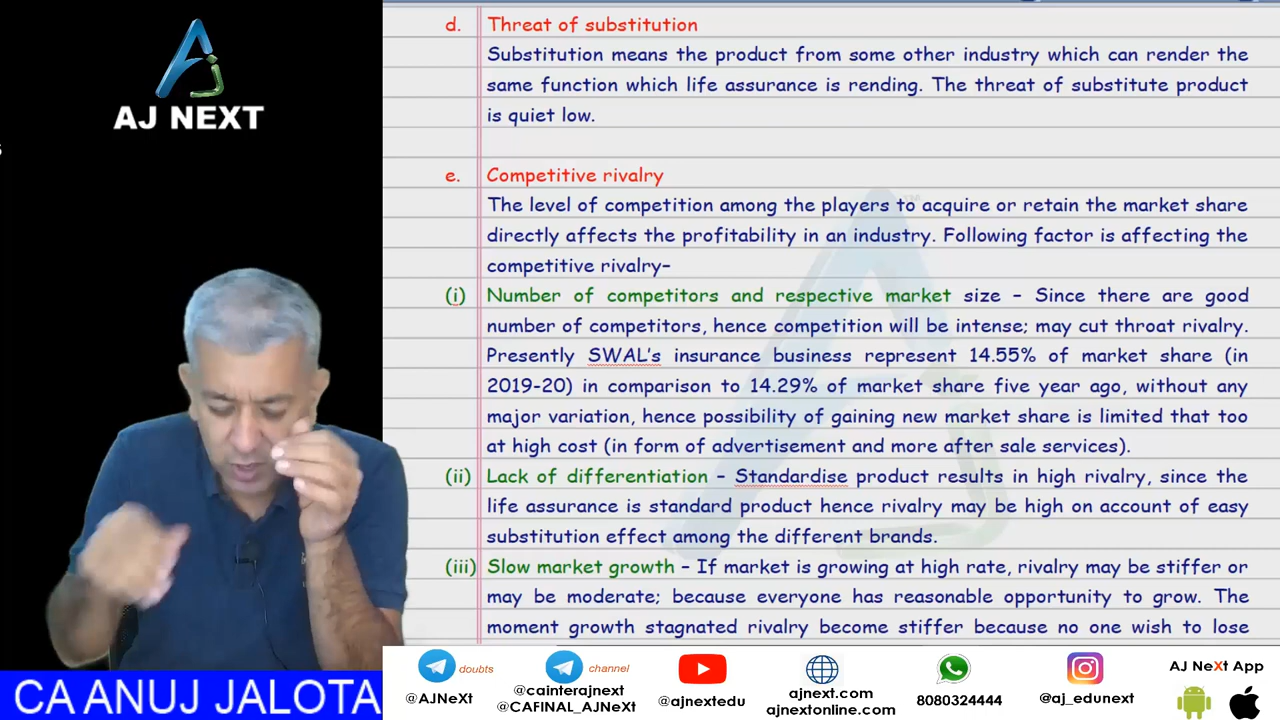 AJ NEXT
d. Threat of substitution
Substitution means the product from some other industry which can render the
same function which life assurance is rending. The threat of substitute product
is quiet low.
e. Competitive rivalry
The level of competition among the players to acquire or retain the market share
directly affects the profitability in an industry. Following factor is affecting the
competitive rivalry–
(i) Number of competitors and respective market size – Since there are good
number of competitors, hence competition will be intense; may cut throat rivalry.
Presently SWAL's insurance business represent 14.55% of market share (in
2019-20) in comparison to 14.29% of market share five year ago, without any
major variation, hence possibility of gaining new market share is limited that too
at high cost (in form of advertisement and more after sale services).
(ii) Lack of differentiation – Standardise product results in high rivalry, since the
life assurance is standard product hence rivalry may be high on account of easy
substitution effect among the different brands.
(iii) Slow market growth – If market is growing at high rate, rivalry may be stiffer or
may be moderate; because everyone has reasonable opportunity to grow. The
moment growth stagnated rivalry become stiffer because no one wish to lose
CA ANUJ JALOTA
doubts
@AJNeXt
channel
@cainterajnext
@CAFINAL_AJNeXt
@ajnextedu
ajnext.com
ajnextonline.com
8080324444
@aj_edunext
AJ NeXt App